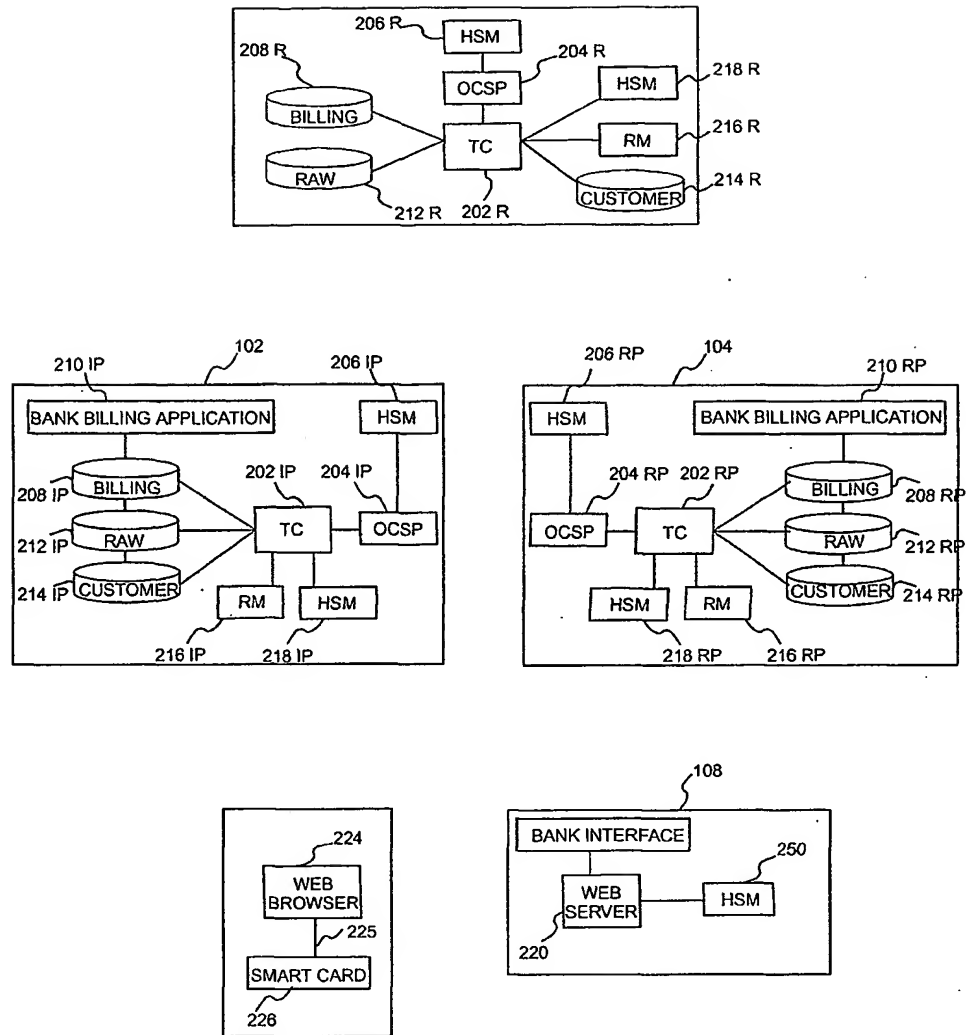 206 R
HSM
208 R
204 R
OCSP
HSM
218 R
BILLING
TC
RM
216 R
RAW
CUSTOMER
214 R
212 R
202 R
102
210 IP
206 IP
BANK BILLING APPLICATION
HSM
202 IP
204 IP
208 IP
BILLING
TC
OCSP
212 IP
RAW
214 IP
CUSTOMER
RM
HSM
216 IP
218 IP
206 RP
104
210 RP
HSM
BANK BILLING APPLICATION
204 RP
202 RP
BILLING
208 RP
OCSP
TC
RAW
212 RP
CUSTOMER
214 RP
HSM
RM
218 RP
216 RP
224
WEB
BROWSER
225
SMART CARD
226
108
BANK INTERFACE
250
WEB
SERVER
HSM
220